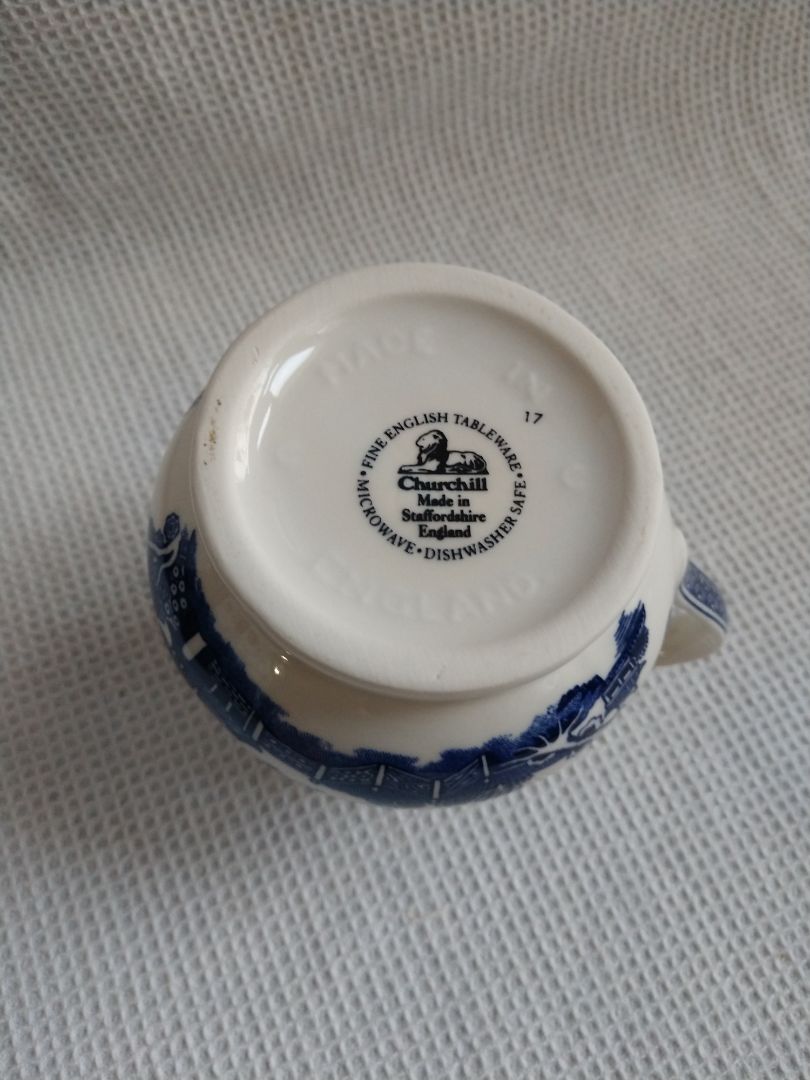 MADE IN
ENGLAND
17
• FINE ENGLISH TABLEWARE •
Churchill
Made in
Staffordshire
England
MICROWAVE • DISHWASHER SAFE